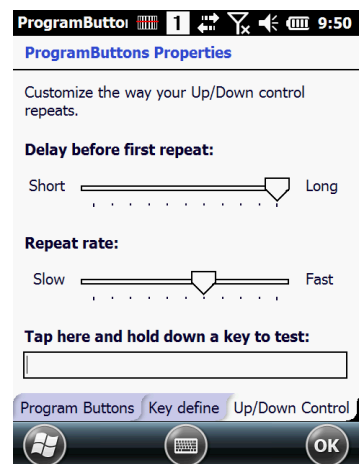 ProgramButtoı 1 9:50
ProgramButtons Properties
Customize the way your Up/Down control
repeats.
Delay before first repeat:
Short Long
Repeat rate:
Slow Fast
Tap here and hold down a key to test:
Program Buttons Key define Up/Down Control
OK